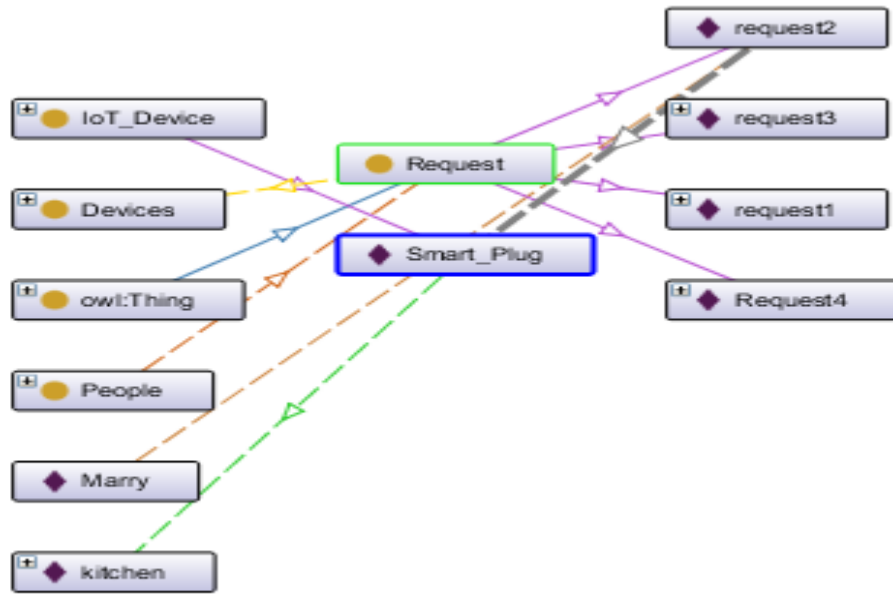 IoT_Device
Devices
owl:Thing
People
Marry
kitchen
Request
Smart_Plug
request2
request3
request1
Request4